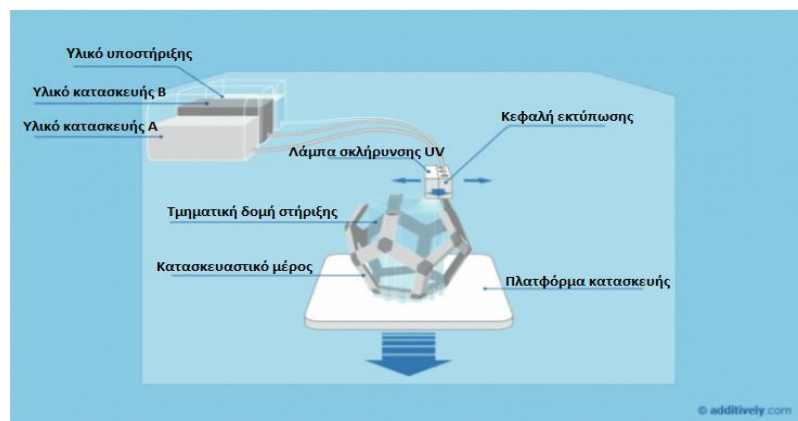 Υλικό υποστήριξης
Υλικό κατασκευής Β
Υλικό κατασκευής Α
Κεφαλή εκτύπωσης
Λάμπα σκλήρυνσης UV
Τμηματική δομή στήριξης
Κατασκευαστικό μέρος
Πλατφόρμα κατασκευής
© additively.com